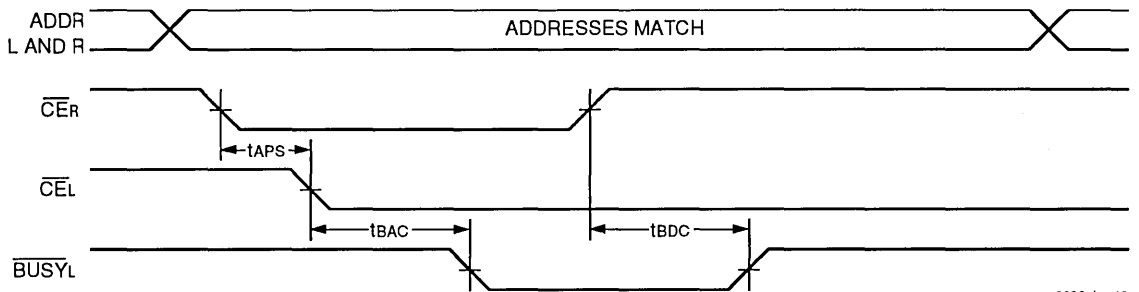 ADDR
L AND R
ADDRESSES MATCH
CER
tAPS
CEL
tBAC
tBDC
BUSYL